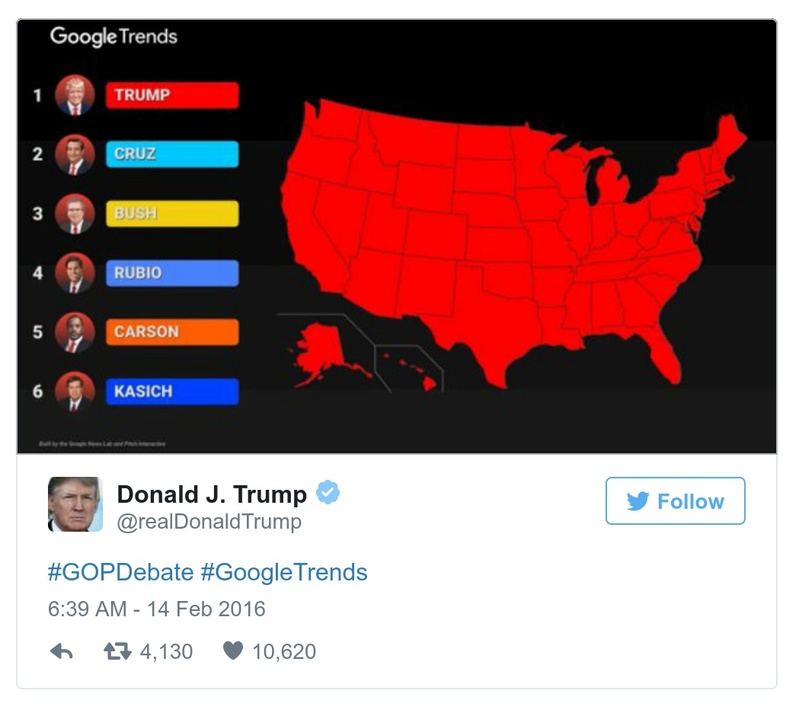 Google Trends
1 TRUMP
2 CRUZ
3 BUSH
4 RUBIO
5 CARSON
6 KASICH
Built by the Google News Lab and Pitch Interactive
Donald J. Trump
@realDonaldTrump
Follow
#GOPDebate #GoogleTrends
6:39 AM - 14 Feb 2016
4,130 10,620